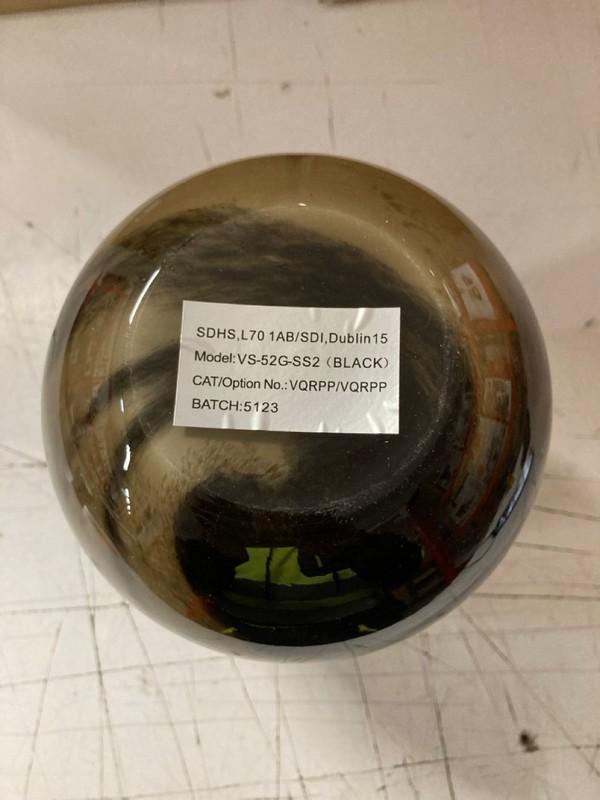 SDHS,L70 1AB/SDI,Dublin15
Model:VS-52G-SS2（BLACK）
CAT/Option No.:VQRPP/VQRPP
BATCH:5123